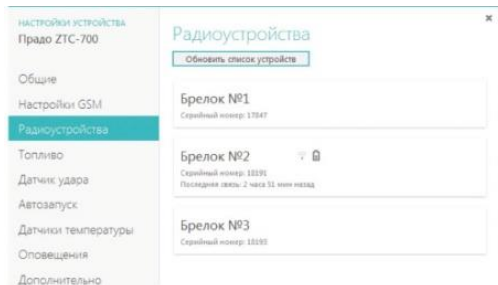 НАСТРОЙКИ УСТРОЙСТВА
Прадо ZTC-700
Общие
Настройки GSM
Радиоустройства
Топливо
Датчик удара
Автозапуск
Датчики температуры
Оповещения
Дополнительно
Радиоустройства
Обновить список устройств
Брелок №1
Серийный номер: 17847
Брелок №2
Серийный номер: 18191
Последняя связь: 2 часа 51 мин назад
Брелок №3
Серийный номер: 18193